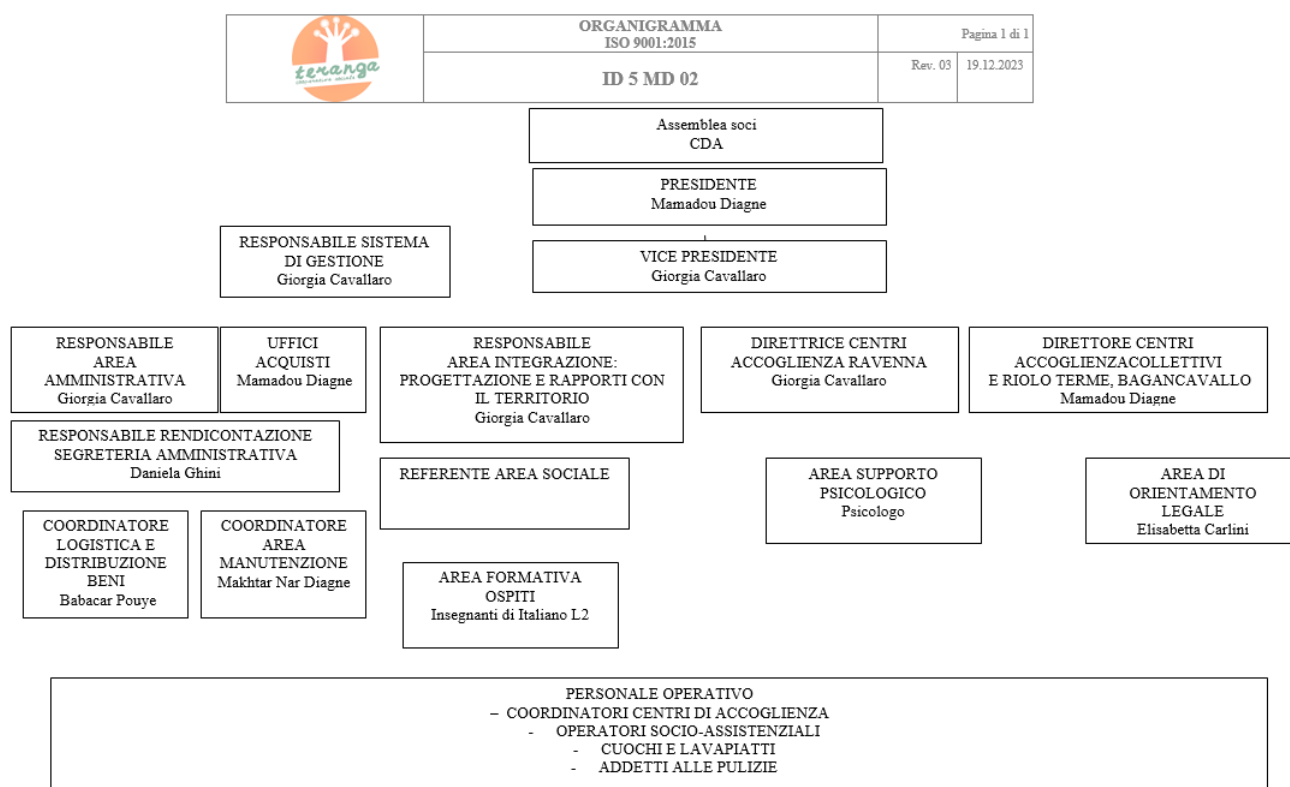 teranga
cooperativa sociale
ORGANIGRAMMA
ISO 9001:2015
Pagina 1 di 1
ID 5 MD 02
Rev. 03
19.12.2023
Assemblea soci
CDA
PRESIDENTE
Mamadou Diagne
RESPONSABILE SISTEMA
DI GESTIONE
Giorgia Cavallaro
VICE PRESIDENTE
Giorgia Cavallaro
RESPONSABILE
AREA
AMMINISTRATIVA
Giorgia Cavallaro
UFFICI
ACQUISTI
Mamadou Diagne
RESPONSABILE
AREA INTEGRAZIONE:
PROGETTAZIONE E RAPPORTI CON
IL TERRITORIO
Giorgia Cavallaro
DIRETTRICE CENTRI
ACCOGLIENZA RAVENNA
Giorgia Cavallaro
DIRETTORE CENTRI
ACCOGLIENZACOLLETTIVI
E RIOLO TERME, BAGANCAVALLO
Mamadou Diagne
RESPONSABILE RENDICONTAZIONE
SEGRETERIA AMMINISTRATIVA
Daniela Ghini
REFERENTE AREA SOCIALE
AREA SUPPORTO
PSICOLOGICO
Psicologo
AREA DI
ORIENTAMENTO
LEGALE
Elisabetta Carlini
COORDINATORE
LOGISTICA E
DISTRIBUZIONE
BENI
Babacar Pouye
COORDINATORE
AREA
MANUTENZIONE
Makhtar Nar Diagne
AREA FORMATIVA
OSPITI
Insegnanti di Italiano L2
PERSONALE OPERATIVO
– COORDINATORI CENTRI DI ACCOGLIENZA
- OPERATORI SOCIO-ASSISTENZIALI
- CUOCHI E LAVAPIATTI
- ADDETTI ALLE PULIZIE